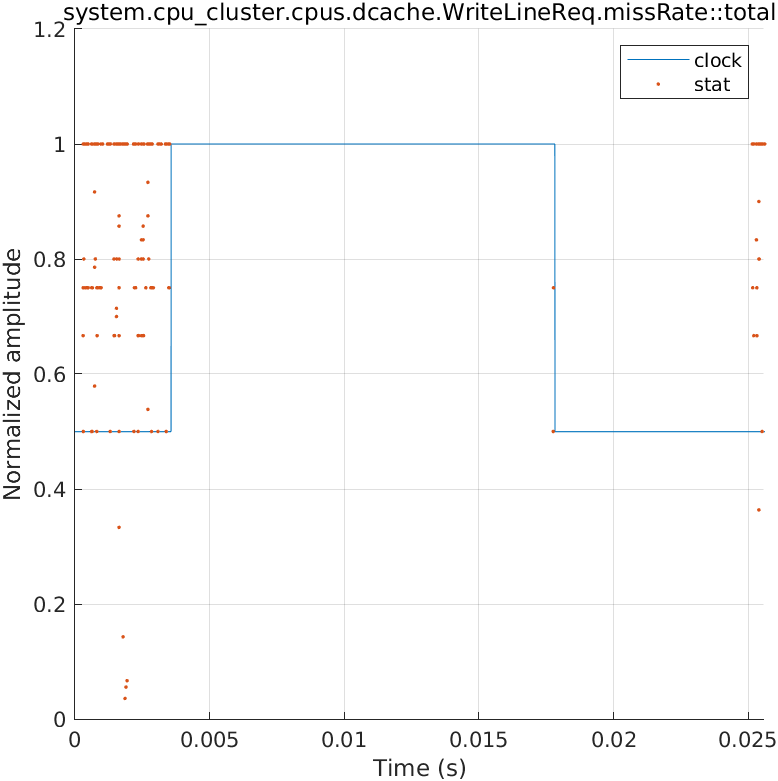 system.cpu_cluster.cpus.dcache.WriteLineReq.missRate::total
1.2
1
0.8
0.6
0.4
0.2
0
Normalized amplitude
clock
stat
0
0.005
0.01
0.015
0.02
0.025
Time (s)